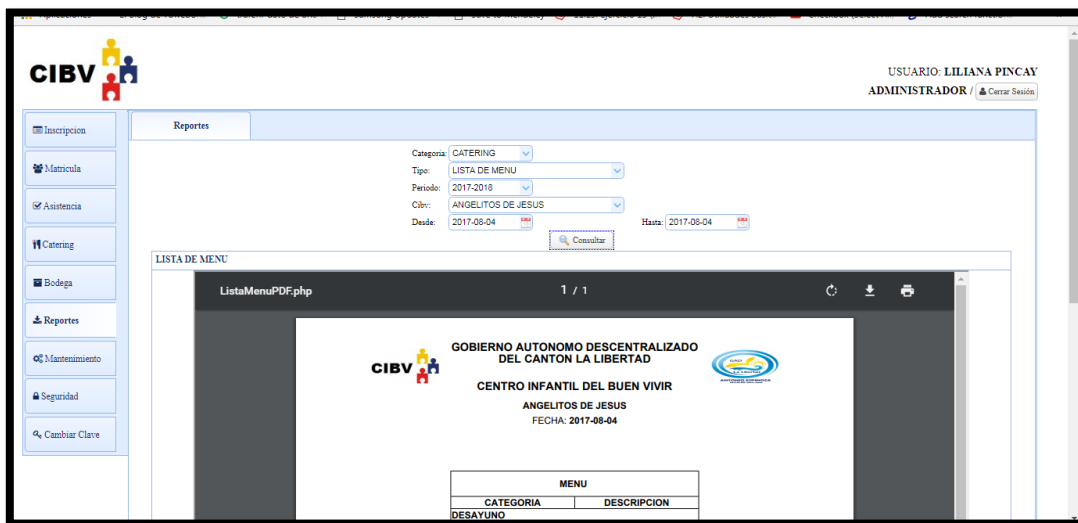 CIBV
USUARIO: LILIANA PINCAY
ADMINISTRADOR / Cerrar Sesión
Inscripcion
Matricula
Asistencia
Catering
Bodega
Reportes
Mantenimiento
Seguridad
Cambiar Clave
Reportes
Categoria: CATERING
Tipo: LISTA DE MENU
Periodo: 2017-2018
Cibv: ANGELITOS DE JESUS
Desde: 2017-08-04 Hasta: 2017-08-04
Consultar
LISTA DE MENU
ListaMenuPDF.php 1 / 1
CIBV
GOBIERNO AUTONOMO DESCENTRALIZADO
DEL CANTON LA LIBERTAD
CENTRO INFANTIL DEL BUEN VIVIR
ANGELITOS DE JESUS
FECHA: 2017-08-04
MENU
CATEGORIA DESCRIPCION
DESAYUNO